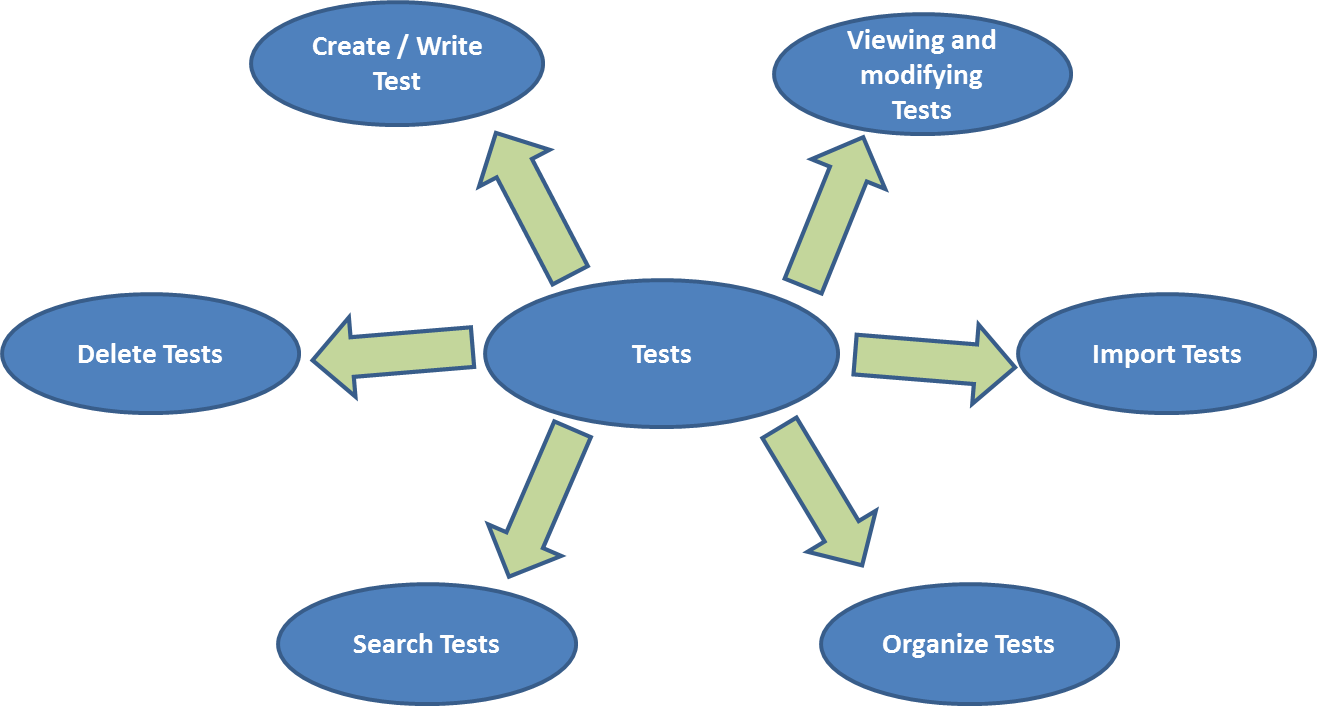 Create / Write
Test
Viewing and
modifying
Tests
Delete Tests
Tests
Import Tests
Search Tests
Organize Tests